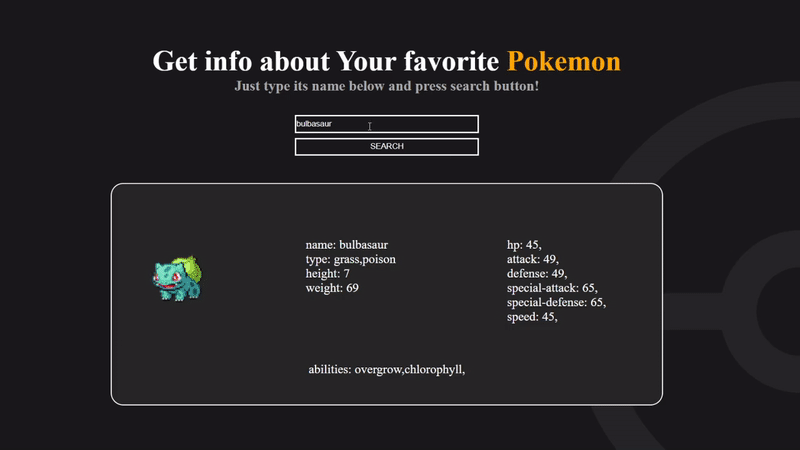 Get info about Your favorite Pokemon
Just type its name below and press search button!
bulbasaur
SEARCH
name: bulbasaur
type: grass,poison
height: 7
weight: 69
hp: 45,
attack: 49,
defense: 49,
special-attack: 65,
special-defense: 65,
speed: 45,
abilities: overgrow,chlorophyll,